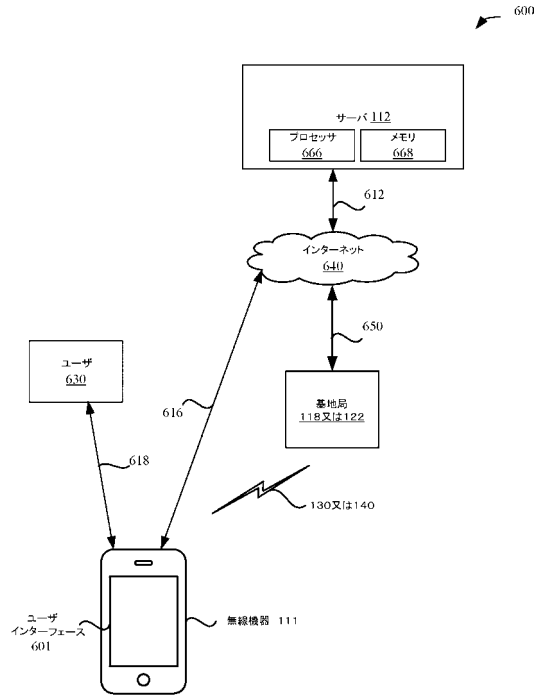 600
サーバ 112
プロセッサ
666
メモリ
668
612
インターネット
640
650
ユーザ
630
616
基地局
118又は122
618
130又は140
ユーザ
インターフェース
601
無線機器 111